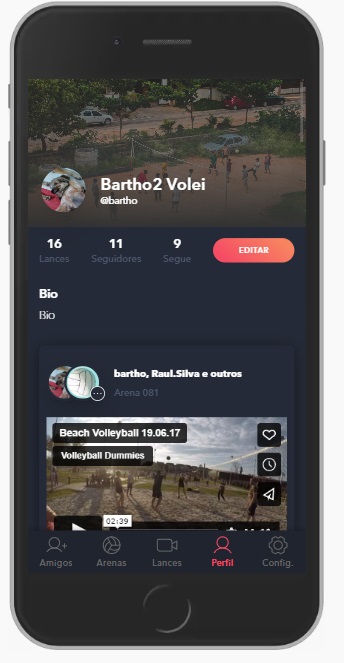 Bartho2 Volei
@bartho
16 11 9
Lances Seguidores Segue
EDITAR
Bio
Bio
bartho, Raul.Silva e outros
Arena 081
Beach Volleyball 19.06.17
Volleyball Dummies
02:39
Amigos Arenas Lances Perfil Config.